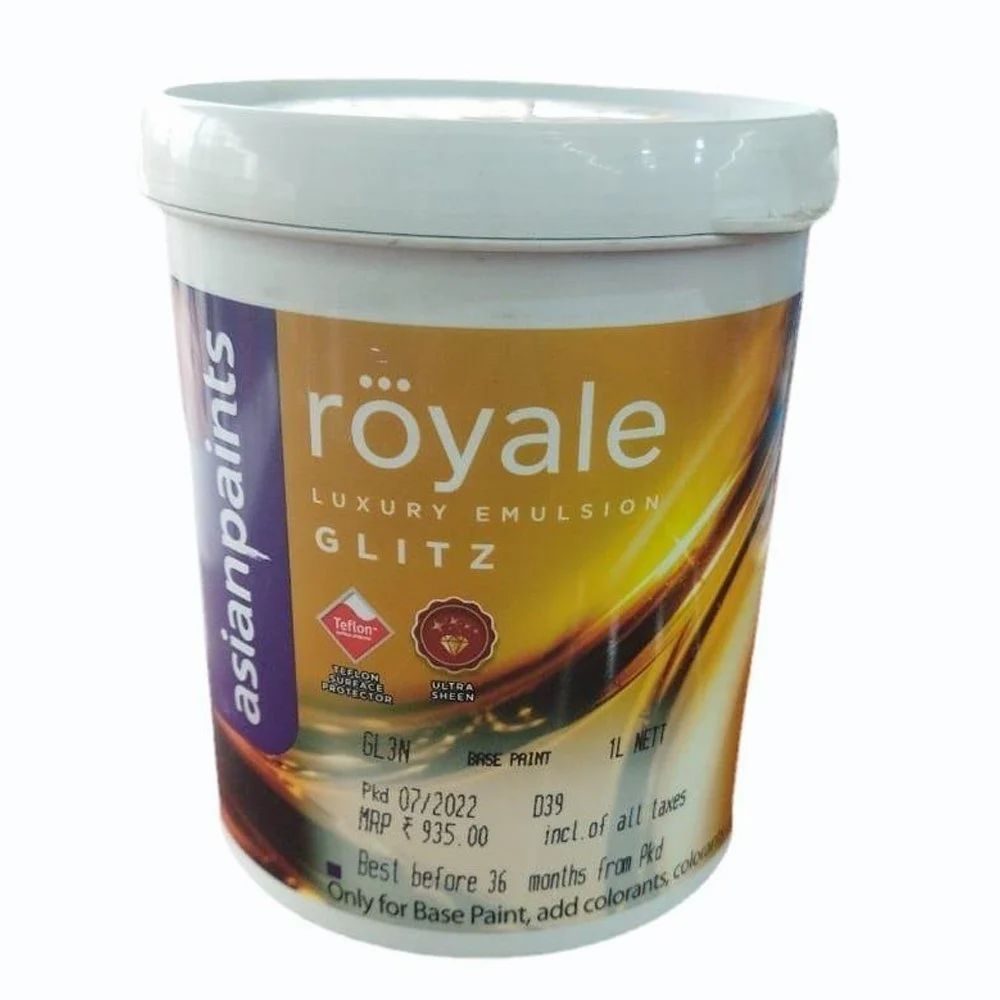 asianpaints
röyale
LUXURY EMULSION
GLITZ
Teflon™
TEFLON
SURFACE
PROTECTOR
ULTRA
SHEEN
GL3N BASE PAINT 1L NETT
Pkd 07/2022 D39
MRP ₹ 935.00 incl.of all taxes
Best before 36 months from Pkd
Only for Base Paint, add colorants,